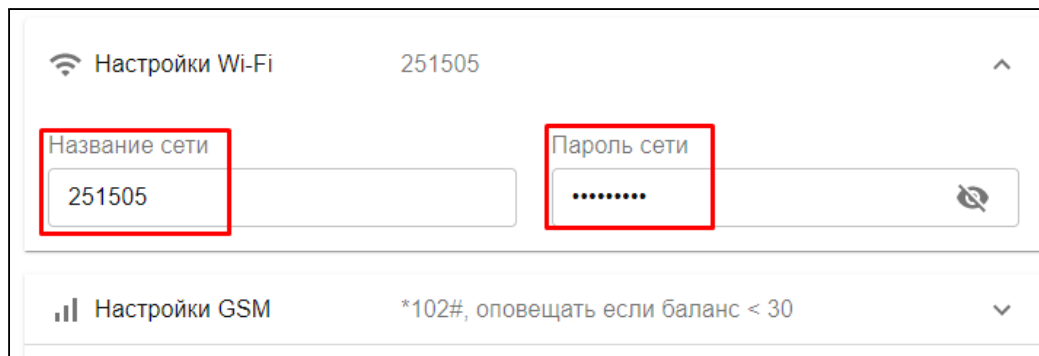 Настройки Wi-Fi 251505
Название сети Пароль сети
251505 •••••••••
Настройки GSM *102#, оповещать если баланс < 30